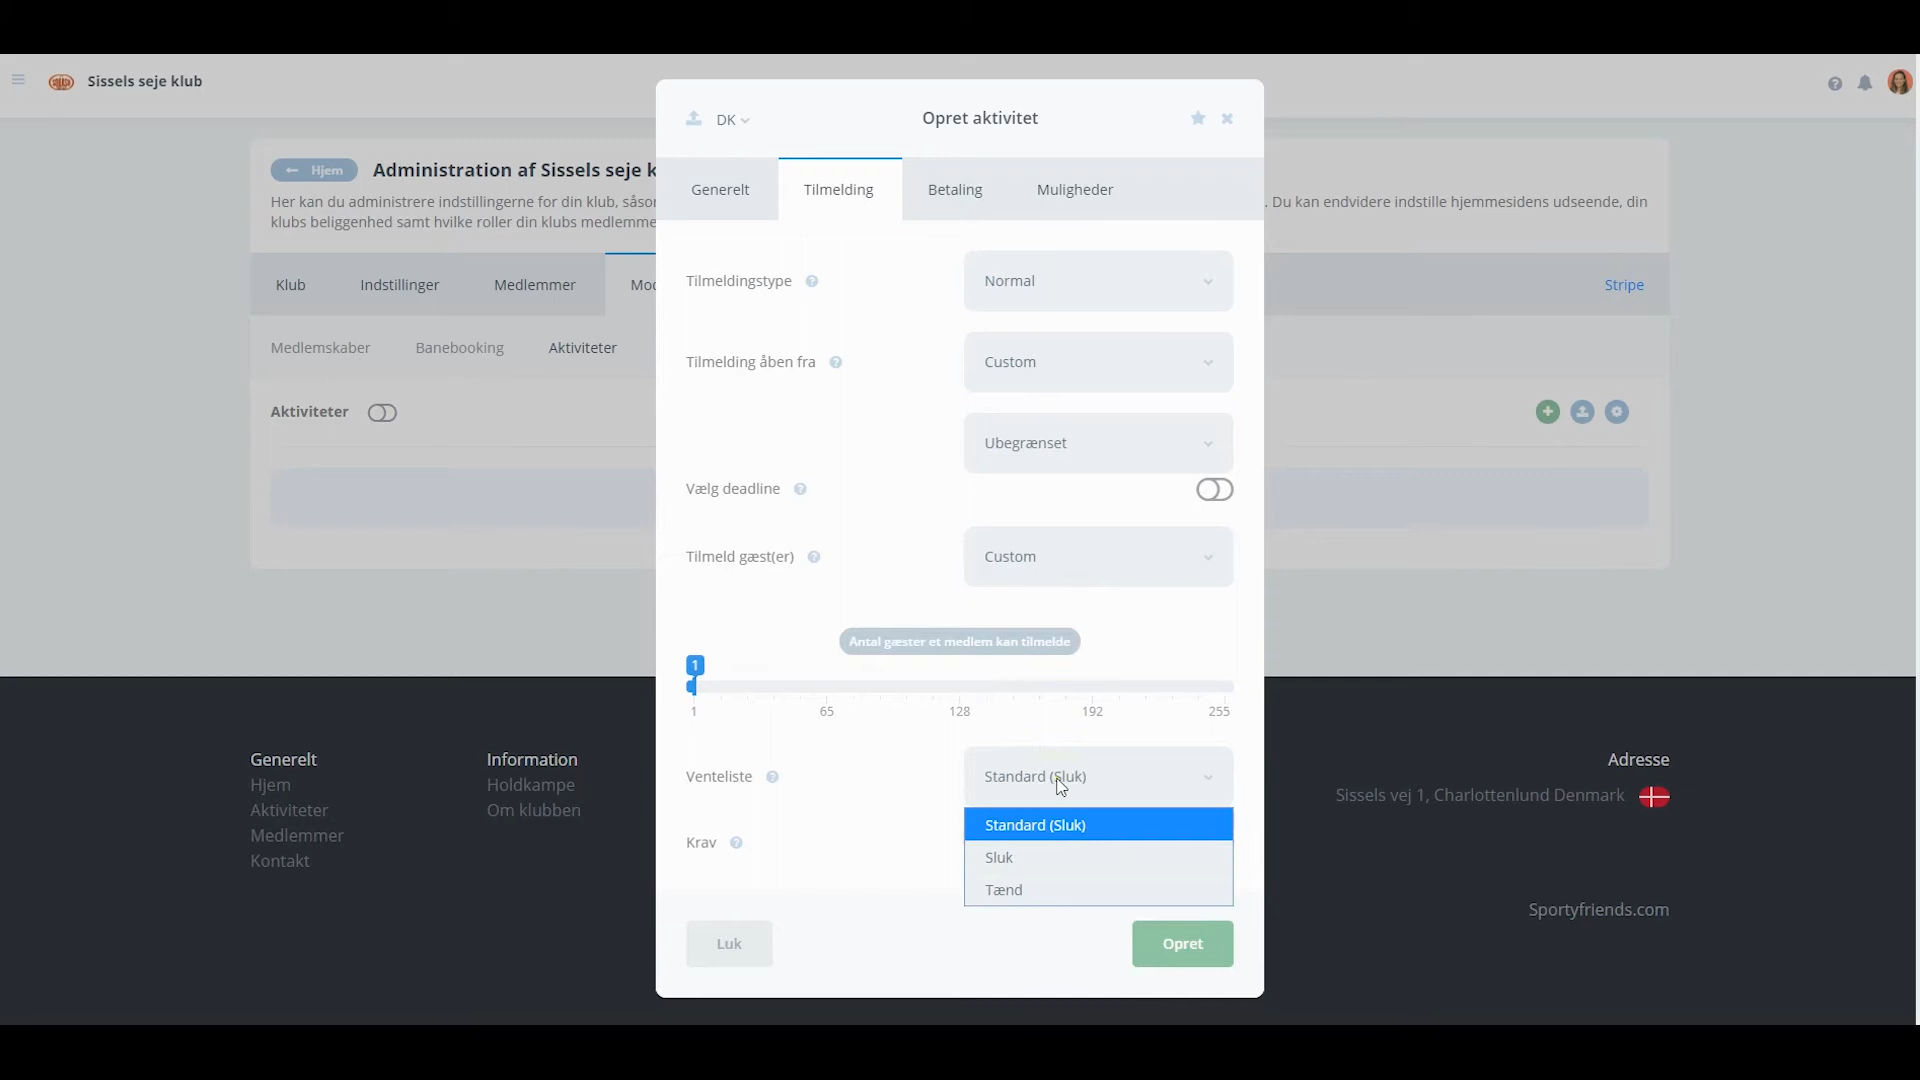 Sissels seje klub
Hjem
Administration af Sissels seje k
Her kan du administrere indstillingerne for din klub, såsor
. Du kan endvidere indstille hjemmesidens udseende, din
klubs beliggenhed samt hvilke roller din klubs medlemme
Klub
Indstillinger
Medlemmer
Mod
Stripe
Medlemskaber
Banebooking
Aktiviteter
Aktiviteter
DK
Opret aktivitet
Generelt
Tilmelding
Betaling
Muligheder
Tilmeldingstype
Normal
Tilmelding åben fra
Custom
Ubegrænset
Vælg deadline
Tilmeld gæst(er)
Custom
Antal gæster et medlem kan tilmelde
1
1
65
128
192
255
Venteliste
Standard (Sluk)
Standard (Sluk)
Sluk
Tænd
Krav
Luk
Opret
Generelt
Hjem
Aktiviteter
Medlemmer
Kontakt
Information
Holdkampe
Om klubben
Adresse
Sissels vej 1, Charlottenlund Denmark
Sportyfriends.com